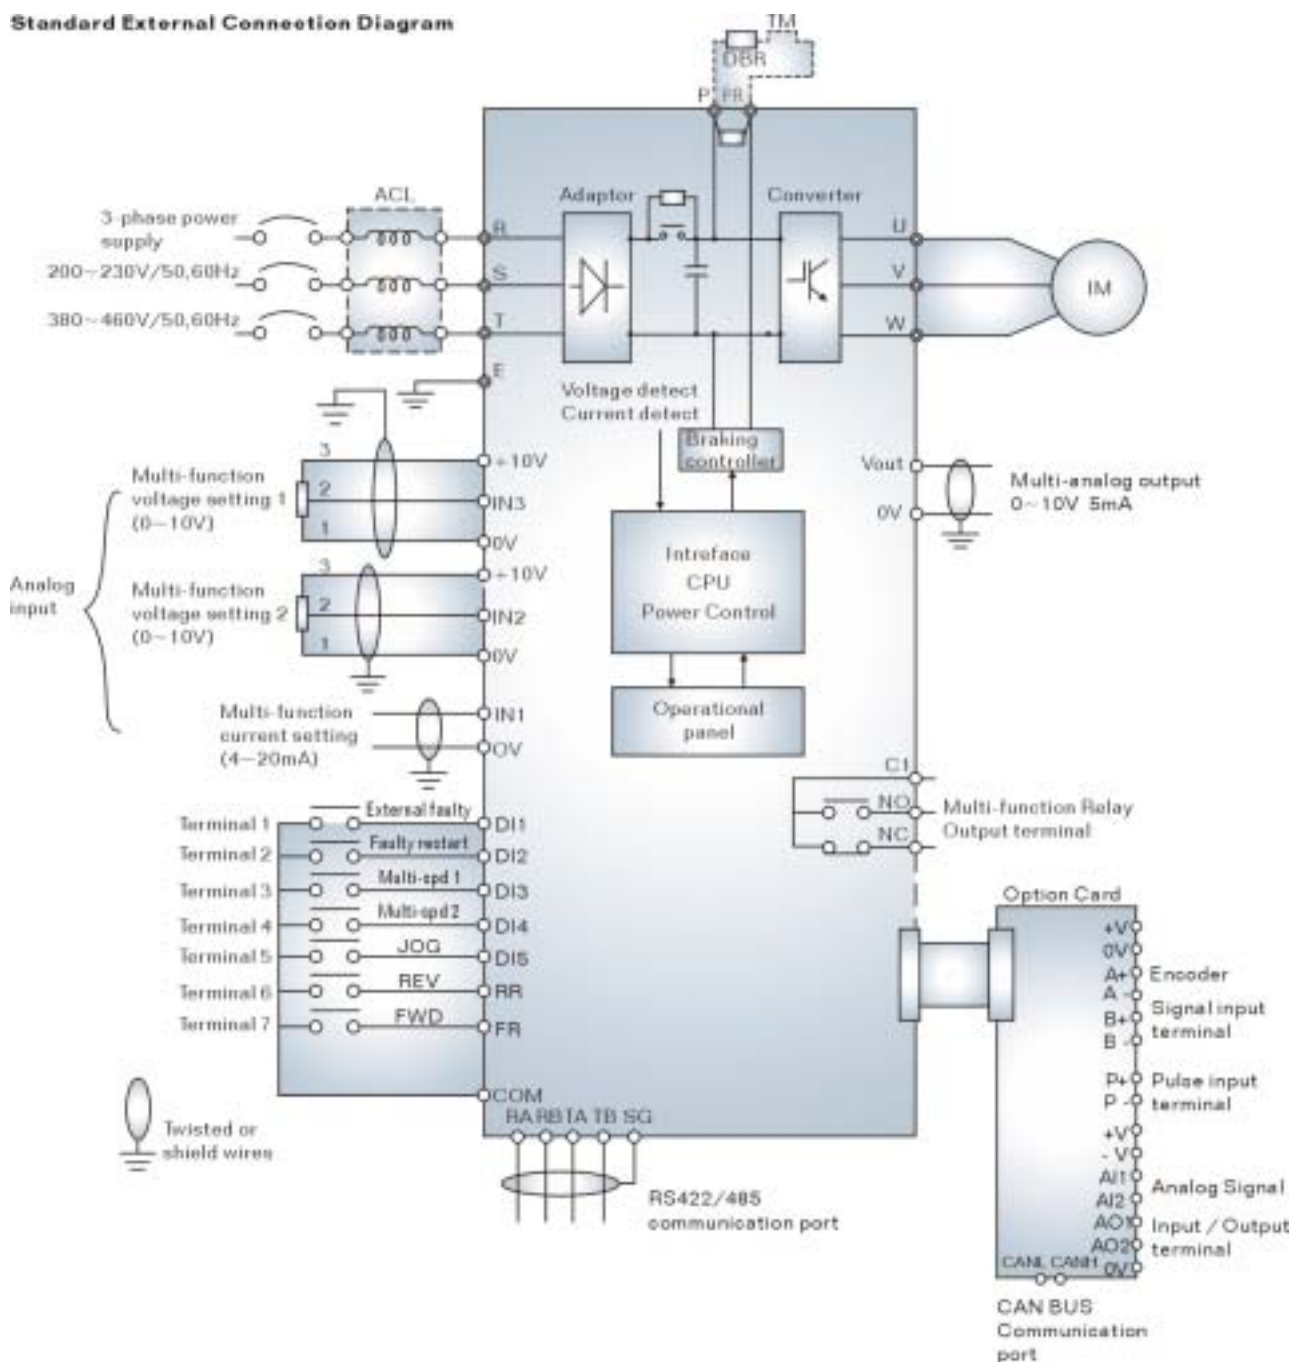 Standard External Connection Diagram
TM
DBR
P PR
ACL
Adaptor
Converter
3-phase power
supply
200~230V/50,60Hz
380~460V/50,60Hz
R
S
T
E
U
V
W
IM
Voltage detect
Current detect
Braking
controller
Vout
0V
Multi-analog output
0~10V 5mA
Analog
input
Multi-function
voltage setting 1
(0~10V)
3
2
1
+10V
IN3
0V
Multi-function
voltage setting 2
(0~10V)
3
2
1
+10V
IN2
0V
Multi-function
current setting
(4~20mA)
IN1
OV
Intreface
CPU
Power Control
Operational
panel
C1
NO
NC
Multi-function Relay
Output terminal
Terminal 1 External faulty DI1
Terminal 2 Faulty restart DI2
Terminal 3 Multi-spd 1 DI3
Terminal 4 Multi-spd 2 DI4
Terminal 5 JOG DI5
Terminal 6 REV RR
Terminal 7 FWD FR
COM
Twisted or
shield wires
RA RB TA TB SG
RS422/485
communication port
Option Card
+V
0V
A+
A -
B+
B -
Encoder
Signal input
terminal
P+
P -
Pulse input
terminal
+V
- V
AI1
AI2
AO1
AO2
0V
Analog Signal
Input / Output
terminal
CANL CANH
CAN BUS
Communication
port